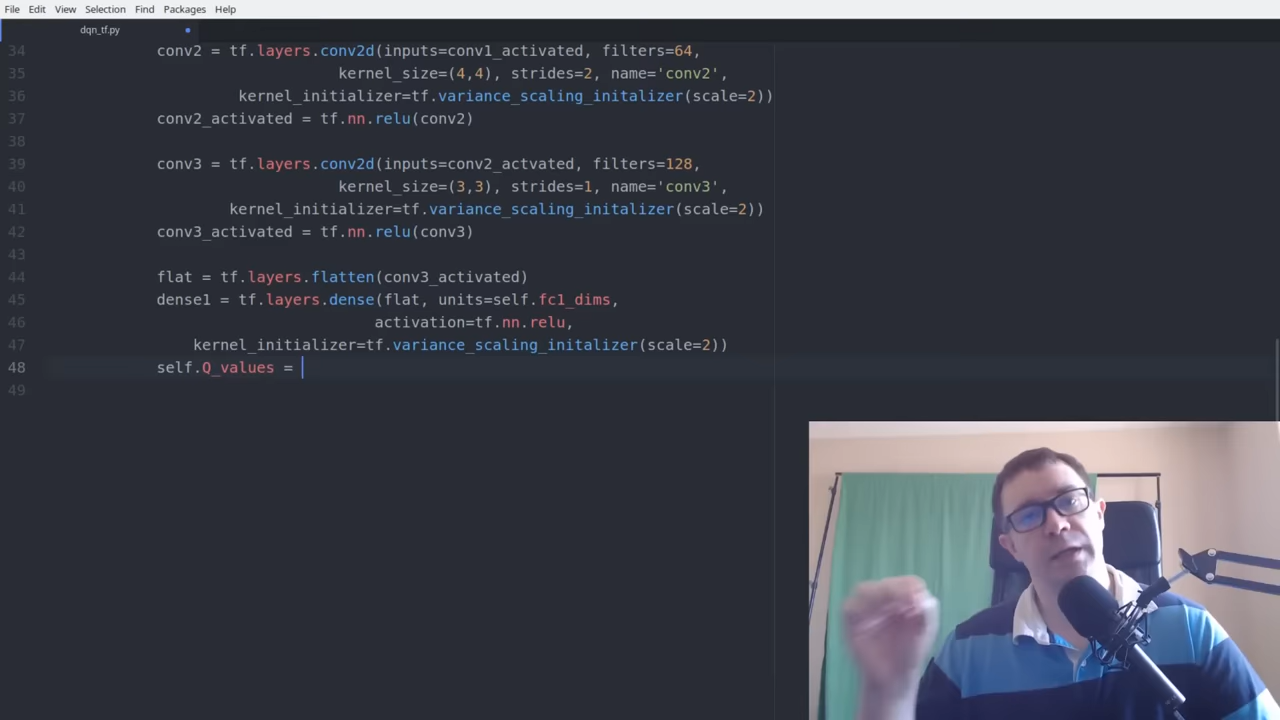 File Edit View Selection Find Packages Help
dqn_tf.py
34 conv2 = tf.layers.conv2d(inputs=conv1_activated, filters=64,
35 kernel_size=(4,4), strides=2, name='conv2',
36 kernel_initializer=tf.variance_scaling_initalizer(scale=2))
37 conv2_activated = tf.nn.relu(conv2)
38
39 conv3 = tf.layers.conv2d(inputs=conv2_actvated, filters=128,
40 kernel_size=(3,3), strides=1, name='conv3',
41 kernel_initializer=tf.variance_scaling_initalizer(scale=2))
42 conv3_activated = tf.nn.relu(conv3)
43
44 flat = tf.layers.flatten(conv3_activated)
45 dense1 = tf.layers.dense(flat, units=self.fc1_dims,
46 activation=tf.nn.relu,
47 kernel_initializer=tf.variance_scaling_initalizer(scale=2))
48 self.Q_values =
49